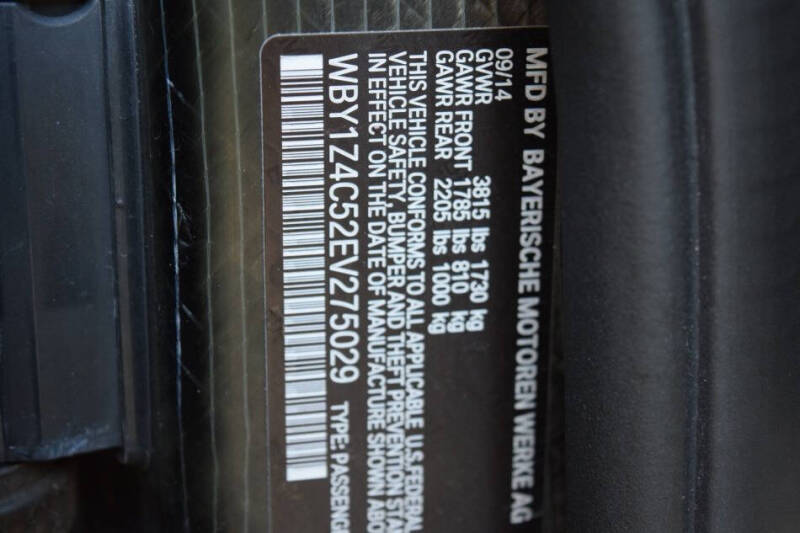 MFD BY BAYERISCHE MOTOREN WERKE AG
09/14
GVWR 3815 lbs 1730 kg
GAWR FRONT 1785 lbs 810 kg
GAWR REAR 2205 lbs 1000 kg
THIS VEHICLE CONFORMS TO ALL APPLICABLE U.S.FEDERAL
VEHICLE SAFETY, BUMPER AND THEFT PREVENTION STA
IN EFFECT ON THE DATE OF MANUFACTURE SHOWN ABO
WBY1Z4C52EV275029 TYPE: PASSENG